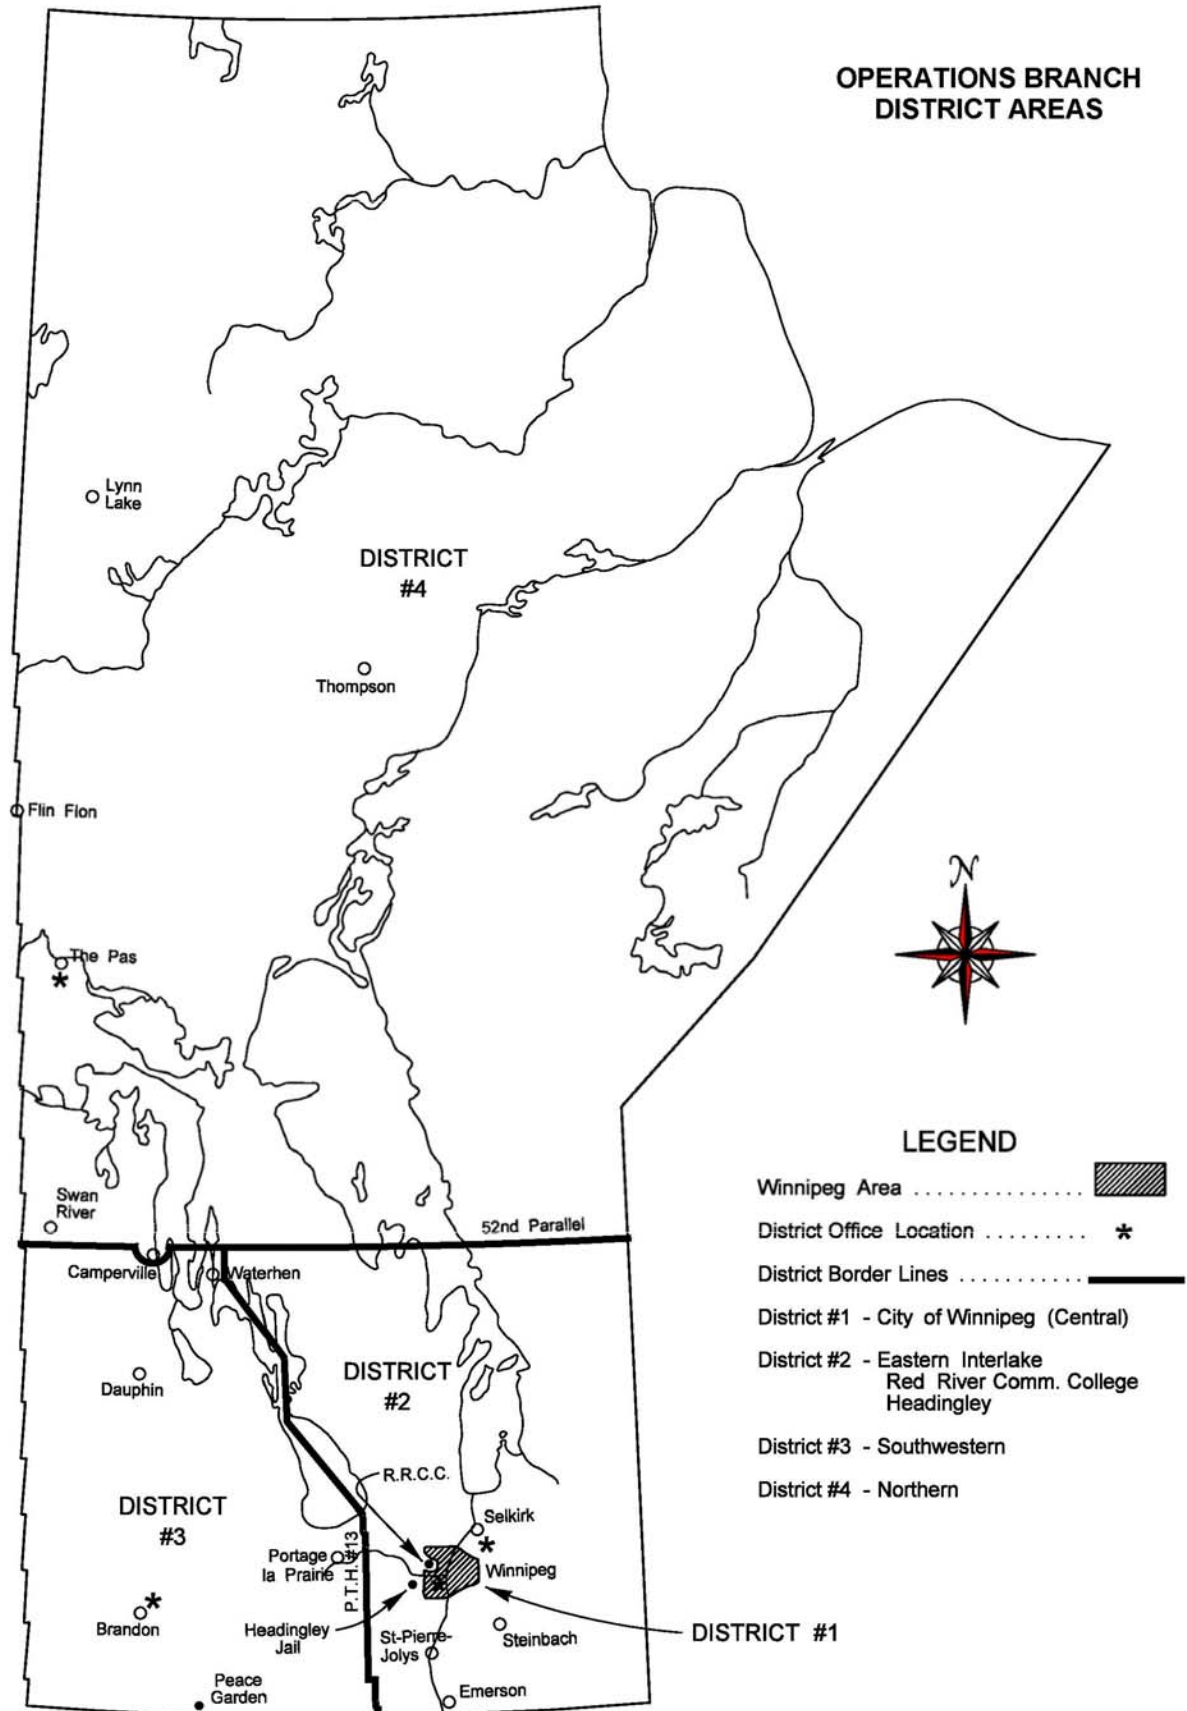 OPERATIONS BRANCH
DISTRICT AREAS
Lynn
Lake
DISTRICT
#4
Thompson
Flin Flon
N
The Pas
*
LEGEND
Winnipeg Area ...............
District Office Location ......... *
District Border Lines ...........
District #1 - City of Winnipeg (Central)
District #2 - Eastern Interlake
Red River Comm. College
Headingley
District #3 - Southwestern
District #4 - Northern
Swan
River
52nd Parallel
Camperville
Waterhen
Dauphin
DISTRICT
#2
R.R.C.C.
DISTRICT
#3
Selkirk
*
Portage
la Prairie
P.T.H. #13
Winnipeg
*
*
Brandon
Headingley
Jail
St-Pierre-
Jolys
Steinbach
DISTRICT #1
Peace
Garden
Emerson